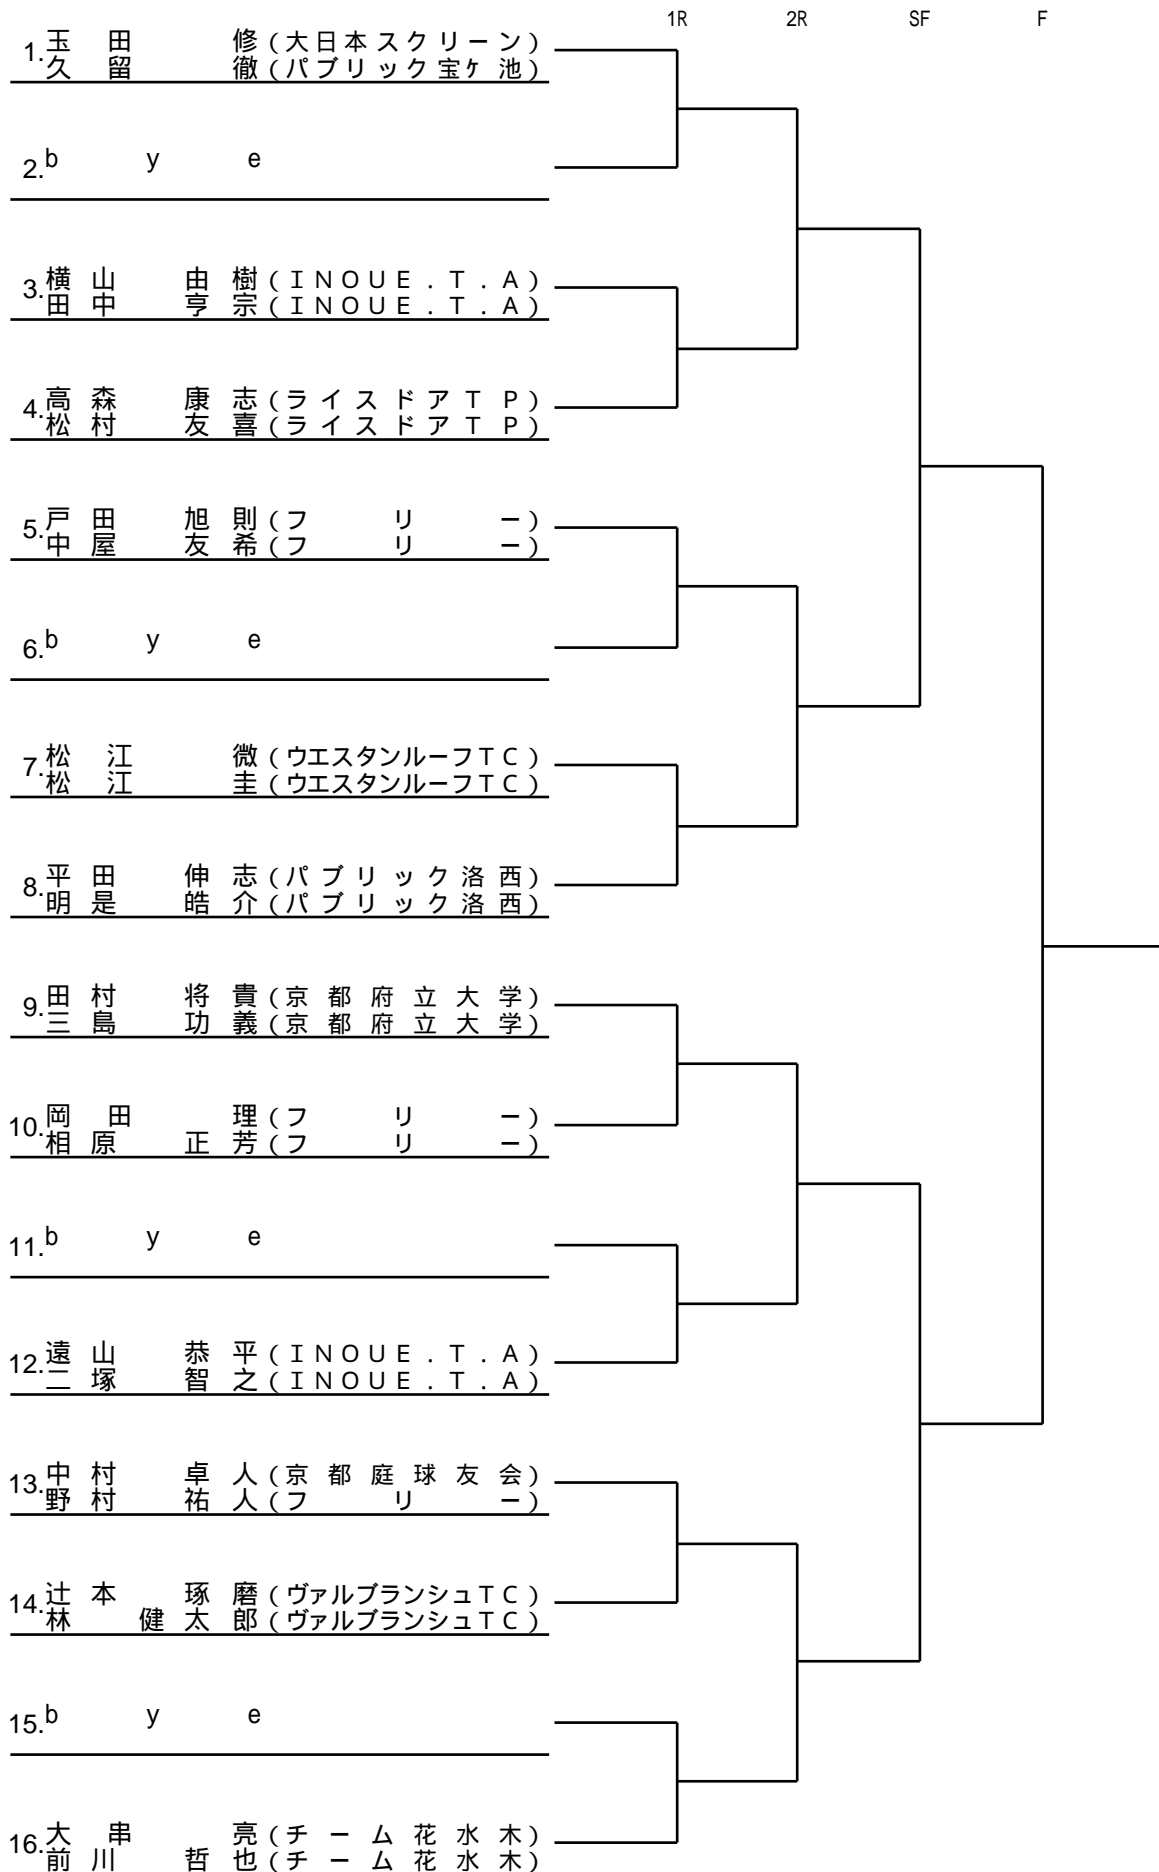 1R 2R SF F
1. 玉田 修(大日本スクリーン)
久留 徹(パブリック宝ヶ池)
2. bye
3. 横山 由樹(INOUE.T.A)
田中 亨宗(INOUE.T.A)
4. 高森 康志(ライズドアTP)
松村 友喜(ライズドアTP)
5. 戸田 旭則(フリー)
中屋 友希(フリー)
6. bye
7. 松江 微(ウエスタンルーフTC)
松江 圭(ウエスタンルーフTC)
8. 平田 伸志(パブリック洛西)
明是 皓介(パブリック洛西)
9. 田村 将貴(京都府立大学)
三島 功義(京都府立大学)
10. 岡田 理(フリー)
相原 正芳(フリー)
11. bye
12. 遠山 恭平(INOUE.T.A)
二塚 智之(INOUE.T.A)
13. 中村 卓人(京都庭球友会)
野村 祐人(フリー)
14. 辻本 琢磨(ヴァルブランシュTC)
林 健太郎(ヴァルブランシュTC)
15. bye
16. 大串 亮(チーム花水木)
前川 哲也(チーム花水木)